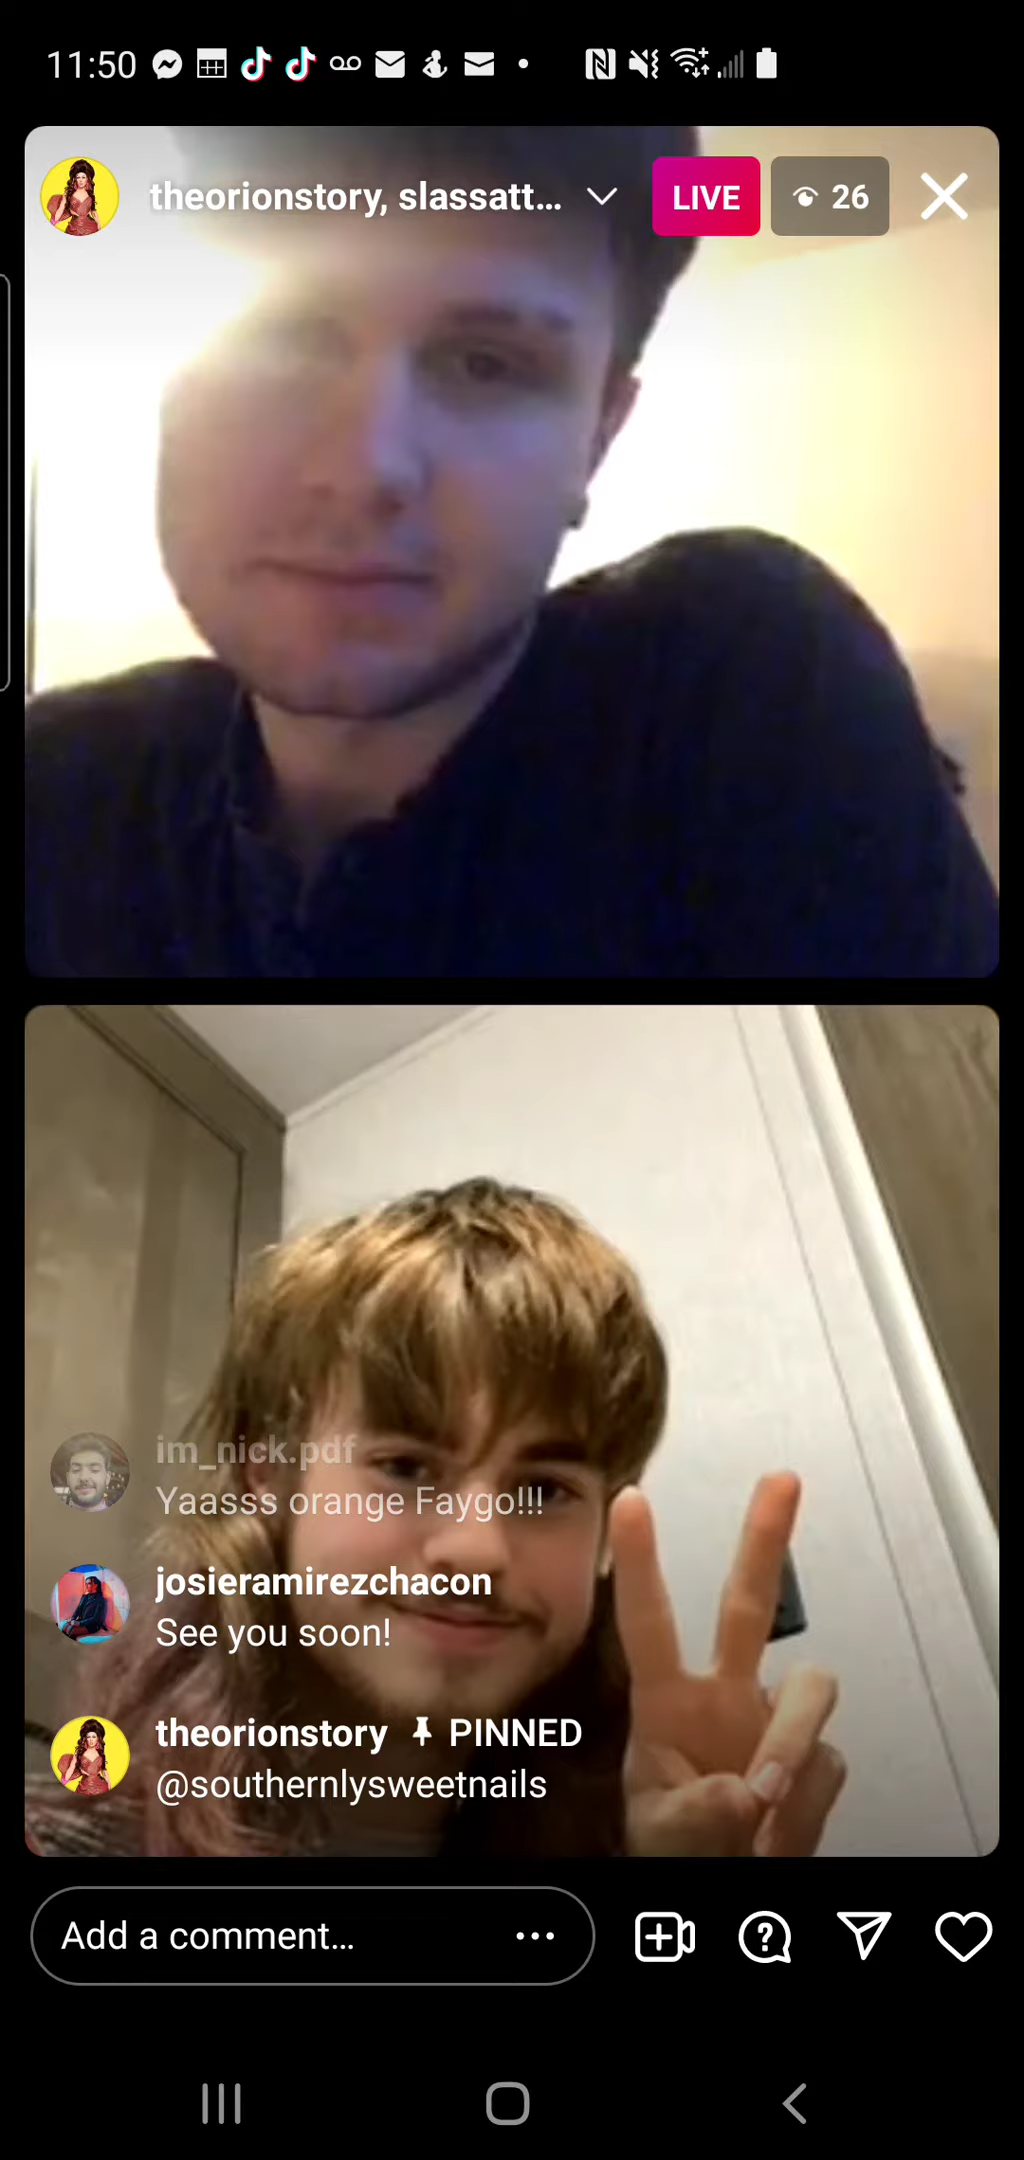 11:50
theorionstory, slassatt...
LIVE
26
im_nick.pdf
Yaasss orange Faygo!!!
josieramirezchacon
See you soon!
theorionstory PINNED
@southernlysweetnails
Add a comment...